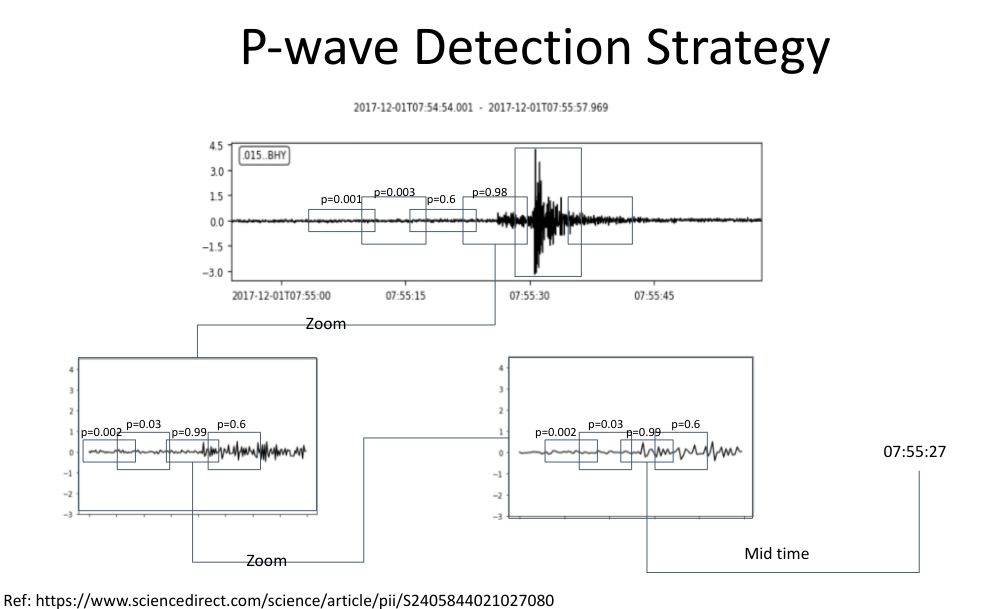 P-wave Detection Strategy
2017-12-01T07:54:54.001 - 2017-12-01T07:55:57.969
4.5
3.0
1.5
0.0
−1.5
−3.0
.015..BHY
p=0.001
p=0.003
p=0.6
p=0.98
2017-12-01T07:55:00
07:55:15
07:55:30
07:55:45
Zoom
4
3
2
1
0
−1
−2
−3
p=0.002
p=0.03
p=0.99
p=0.6
Zoom
4
3
2
1
0
−1
−2
−3
p=0.002
p=0.03
p=0.99
p=0.6
07:55:27
Mid time
Ref: https://www.sciencedirect.com/science/article/pii/S2405844021027080